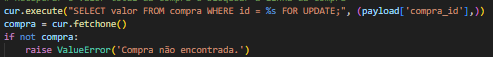 cur.execute("SELECT valor FROM compra WHERE id = %s FOR UPDATE;", (payload['compra_id'],))
compra = cur.fetchone()
if not compra:
    raise ValueError('Compra não encontrada.')